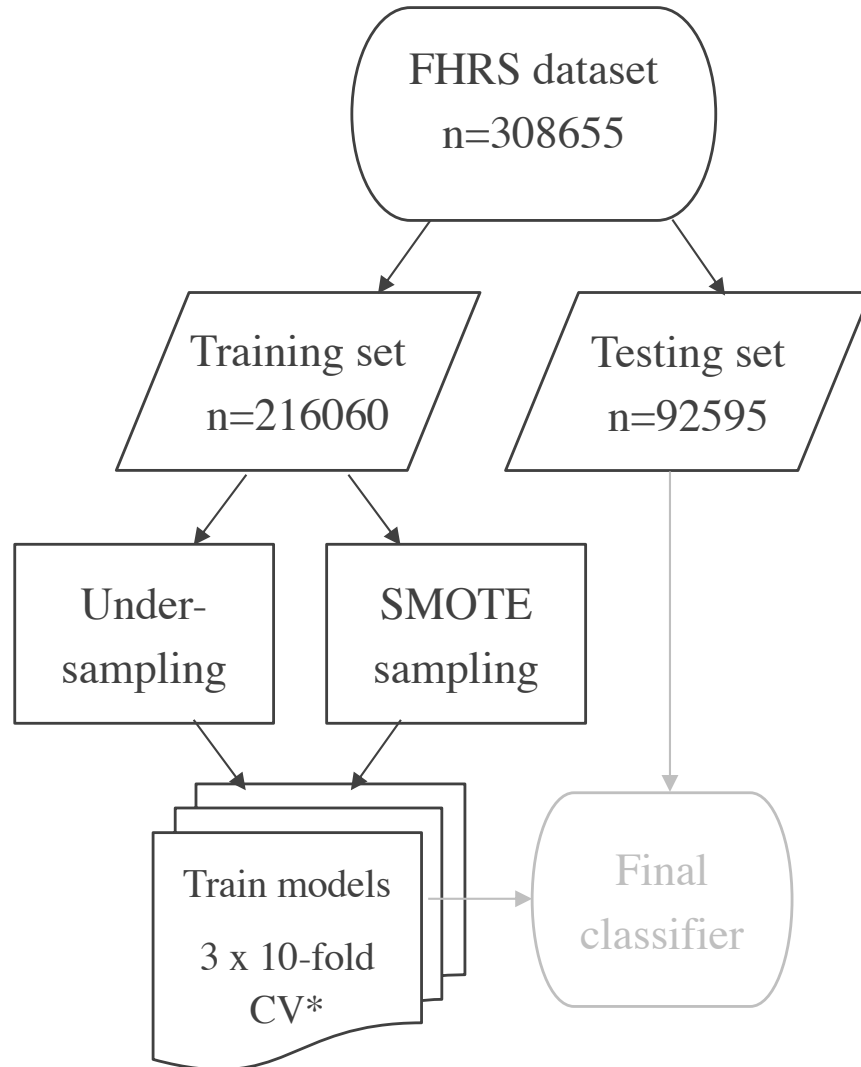 FHRS dataset
n=308655
Training set
n=216060
Testing set
n=92595
Under-
sampling
SMOTE
sampling
Train models
3 x 10-fold
CV*
Final
classifier